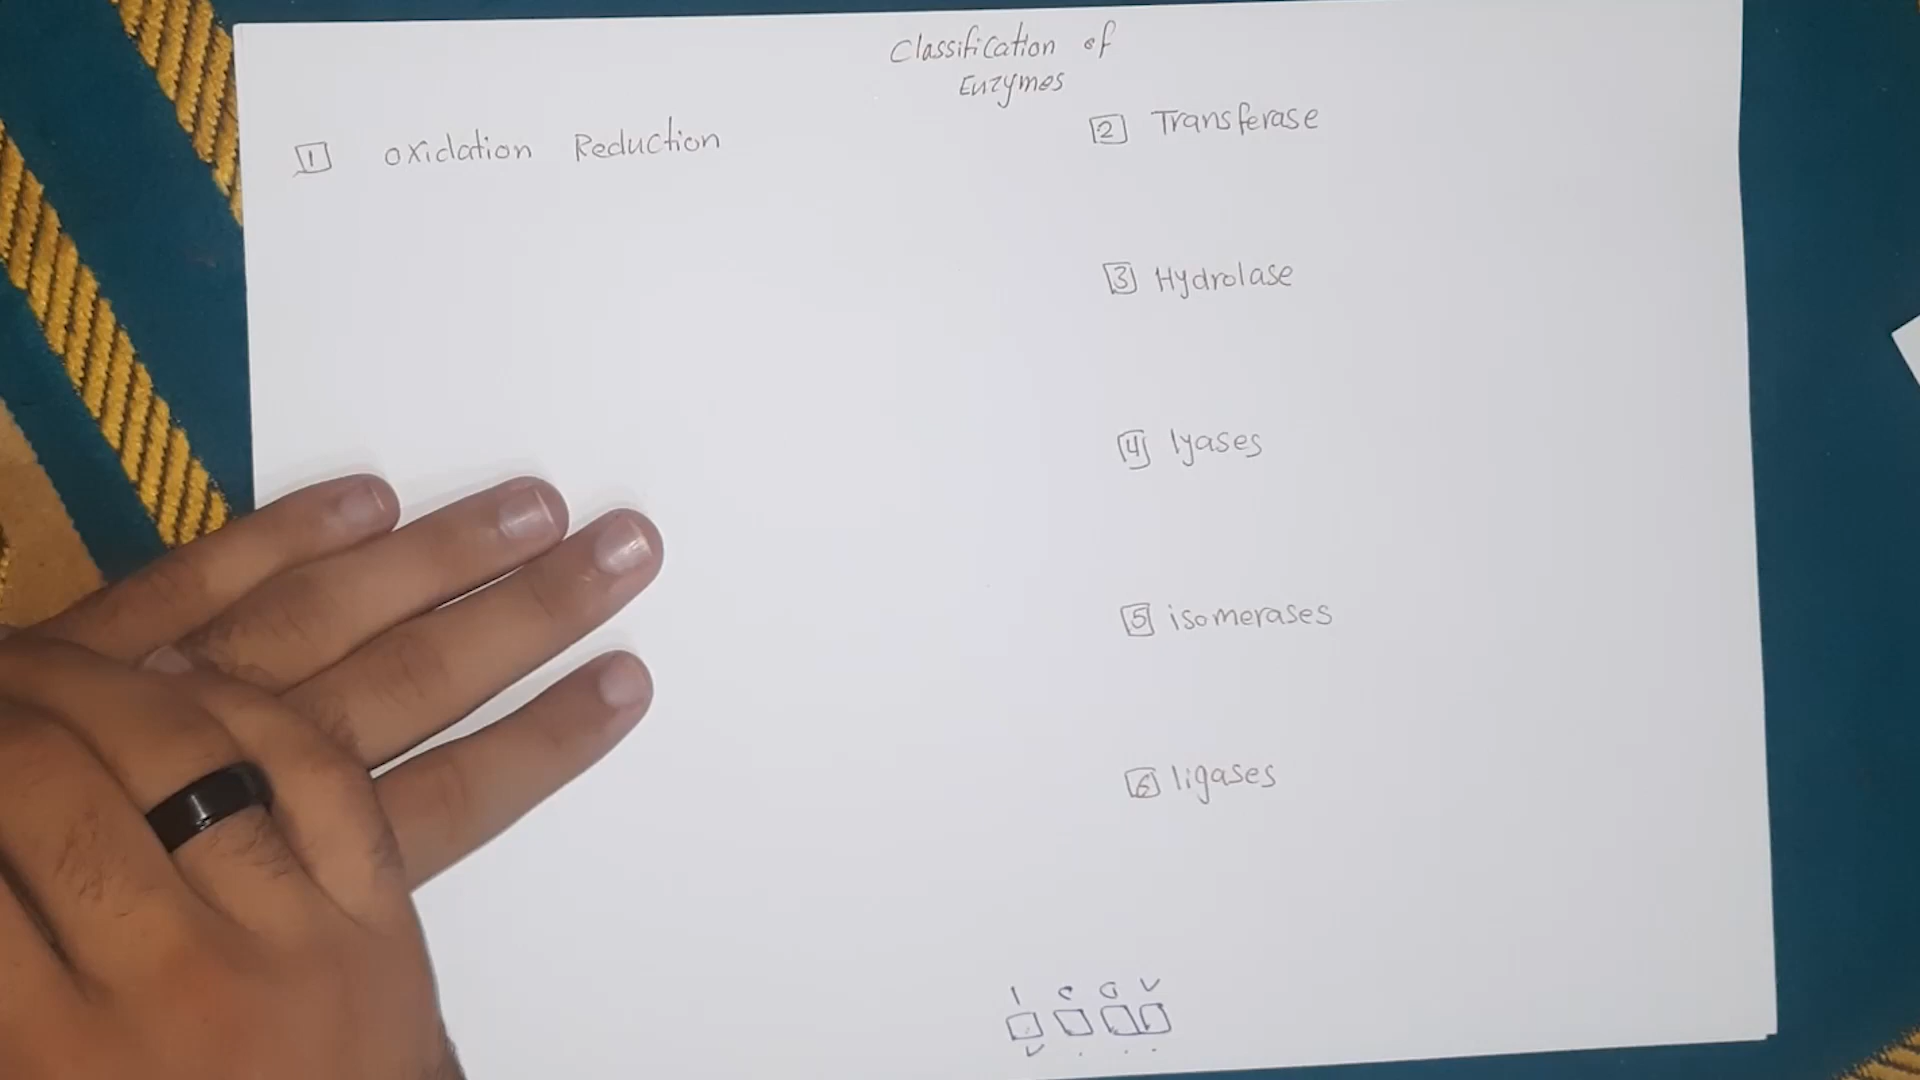 Classification of
Enzymes
1 oxidation Reduction
2 Transferase
3 Hydrolase
4 lyases
5 isomerases
6 ligases